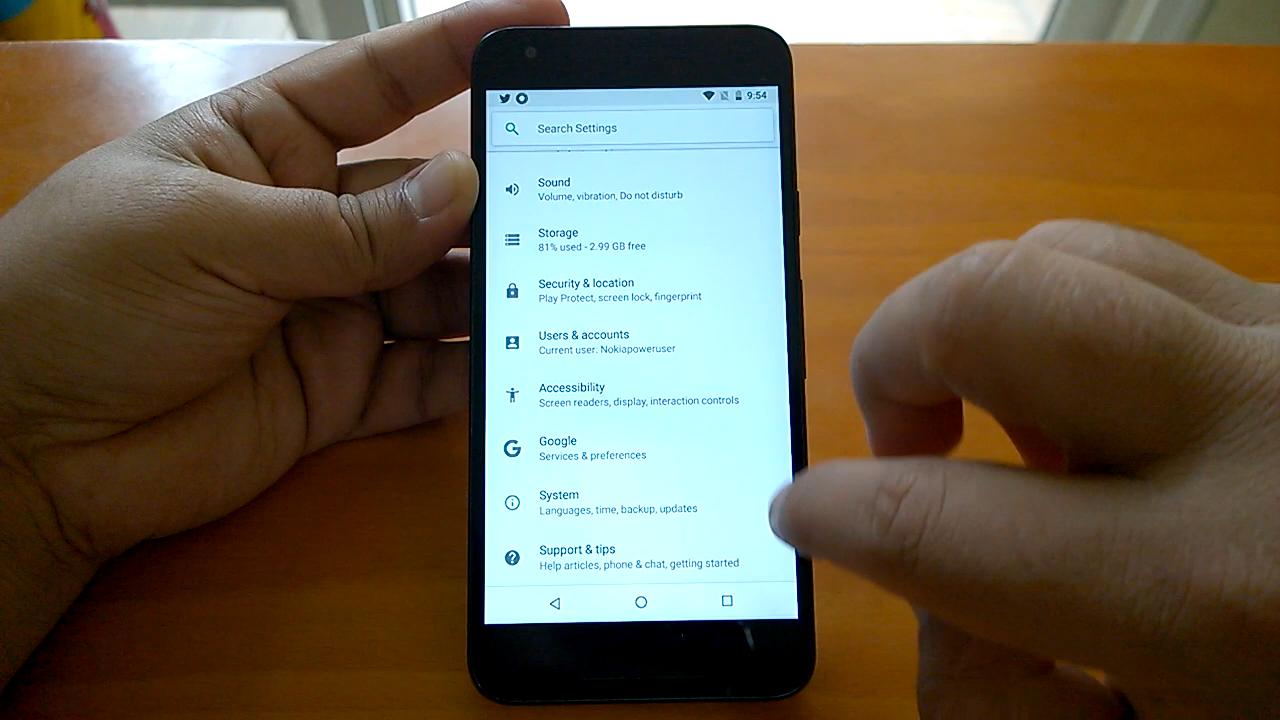 9:54
Search Settings
Sound
Volume, vibration, Do not disturb
Storage
81% used - 2.99 GB free
Security & location
Play Protect, screen lock, fingerprint
Users & accounts
Current user: Nokiapoweruser
Accessibility
Screen readers, display, interaction controls
Google
Services & preferences
System
Languages, time, backup, updates
Support & tips
Help articles, phone & chat, getting started